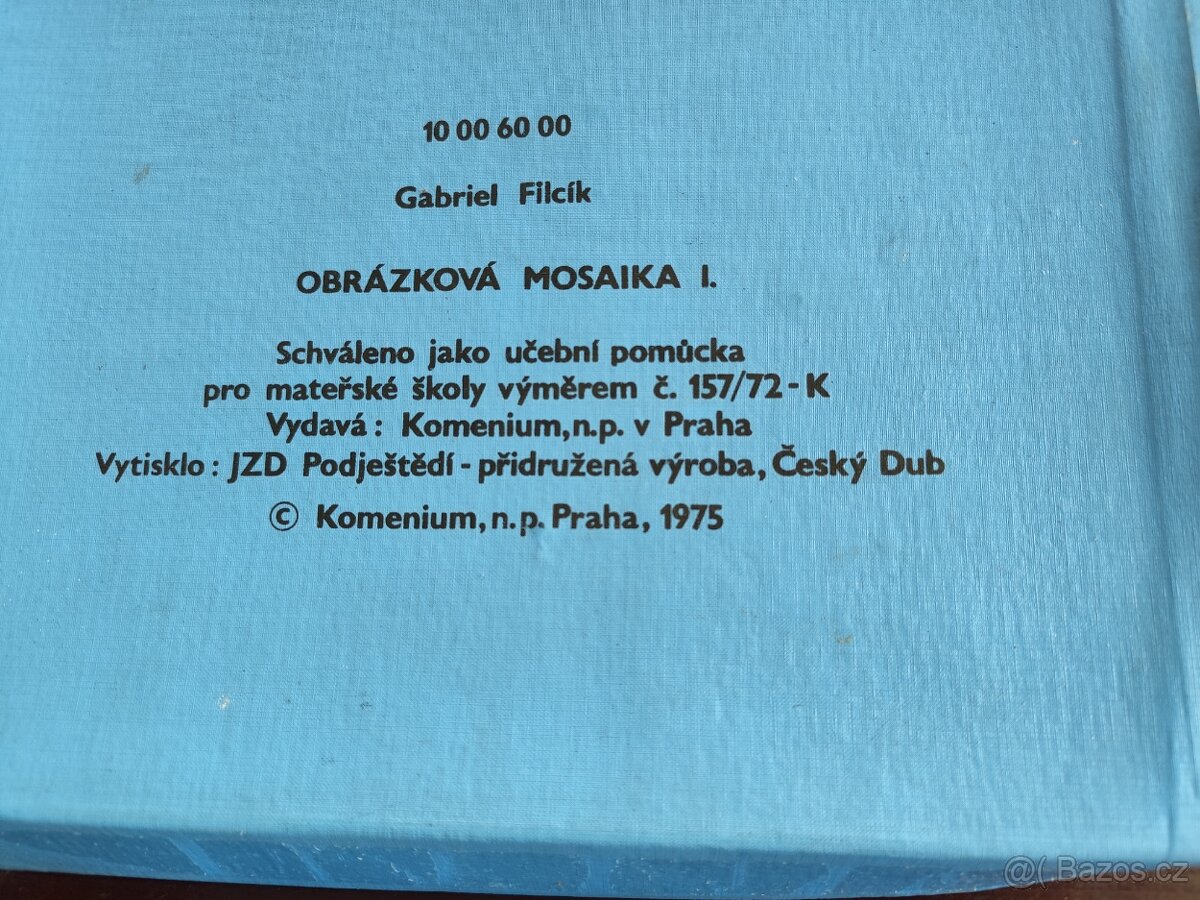 10 00 60 00
Gabriel Filcík
OBRÁZKOVÁ MOSAIKA I.
Schváleno jako učební pomůcka
pro mateřské školy výměrem č. 157/72-K
Vydavá: Komenium,n.p. v Praha
Vytisklo: JZD Podještědí-přidružená výroba, Český Dub
© Komenium, n.p. Praha, 1975
@(.Bazos.cz